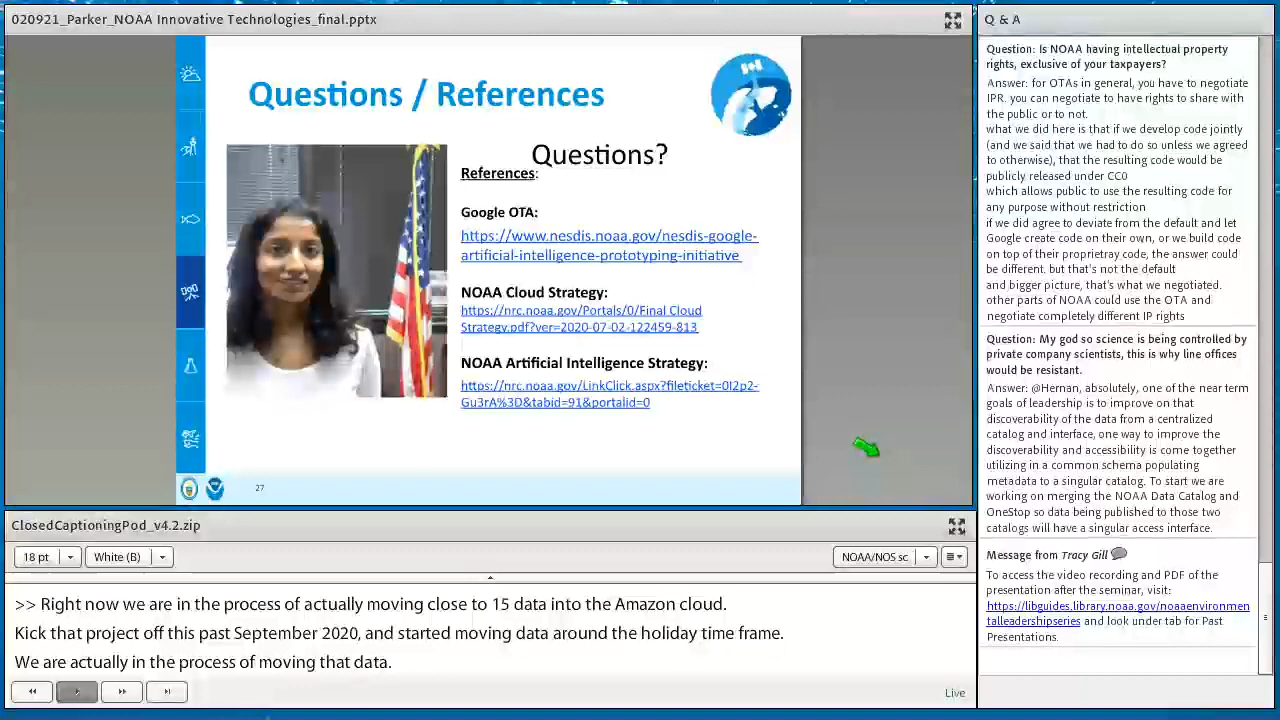 020921_Parker_NOAA Innovative Technologies_final.pptx
Questions / References
Questions?
References:
Google OTA:
https://www.nesdis.noaa.gov/nesdis-google-
artificial-intelligence-prototyping-initiative
NOAA Cloud Strategy:
https://nrc.noaa.gov/Portals/0/Final Cloud
Strategy.pdf?ver=2020-07-02-122459-813
NOAA Artificial Intelligence Strategy:
https://nrc.noaa.gov/LinkClick.aspx?fileticket=0I2p2-
Gu3rA%3D&tabid=91&portalid=0
27
ClosedCaptioningPod_v4.2.zip
18 pt
White (B)
NOAA/NOS sc
>> Right now we are in the process of actually moving close to 15 data into the Amazon cloud.
Kick that project off this past September 2020, and started moving data around the holiday time frame.
We are actually in the process of moving that data.
Live
Q & A
Question: Is NOAA having intellectual property
rights, exclusive of your taxpayers?
Answer: for OTAs in general, you have to negotiate
IPR. you can negotiate to have rights to share with
the public or to not.
what we did here is that if we develop code jointly
(and we said that we had to do so unless we agreed
to otherwise), that the resulting code would be
publicly released under CC0
which allows public to use the resulting code for
any purpose without restriction
if we did agree to deviate from the default and let
Google create code on their own, or we build code
on top of their proprietray code, the answer could
be different. but that's not the default
and bigger picture, that's what we negotiated.
other parts of NOAA could use the OTA and
negotiate completely different IP rights
Question: My god so science is being controlled by
private company scientists, this is why line offices
would be resistant.
Answer: @Hernan, absolutely, one of the near term
goals of leadership is to improve on that
discoverability of the data from a centralized
catalog and interface, one way to improve the
discoverability and accessibility is come together
utilizing in a common schema populating
metadata to a singular catalog. To start we are
working on merging the NOAA Data Catalog and
OneStop so data being published to those two
catalogs will have a singular access interface.
Message from Tracy Gill
To access the video recording and PDF of the
presentation after the seminar, visit:
https://libguides.library.noaa.gov/noaaenvironmen
talleadershipseries and look under tab for Past
Presentations.